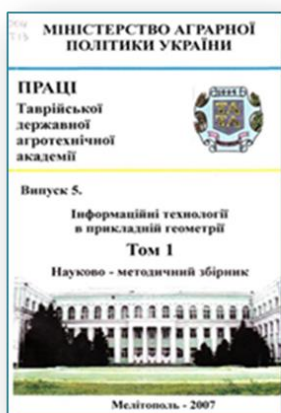 МІНІСТЕРСТВО АГРАРНОЇ
ПОЛІТИКИ УКРАЇНИ
ПРАЦІ
Таврійської
державної
агротехнічної
академії
Випуск 5.
Інформаційні технології
в прикладній геометрії
Том 1
Науково - методичний збірник
Мелітополь - 2007